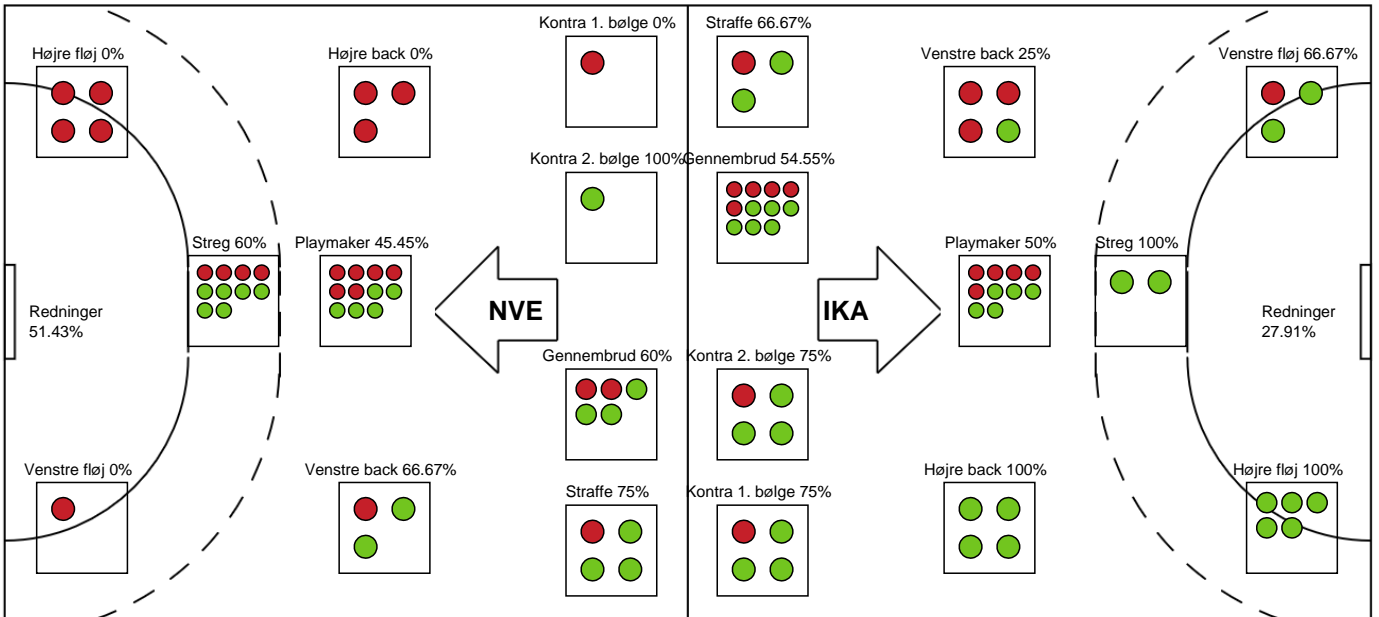 Kontra 1. bølge 0%
Straffe 66.67%
Højre fløj 0%
Højre back 0%
Venstre back 25%
Venstre fløj 66.67%
Kontra 2. bølge 100%
Gennembrud 54.55%
Streg 60%
Playmaker 45.45%
Playmaker 50%
Streg 100%
Redninger
51.43%
NVE
IKA
Redninger
27.91%
Gennembrud 60%
Kontra 2. bølge 75%
Venstre fløj 0%
Venstre back 66.67%
Højre back 100%
Højre fløj 100%
Straffe 75%
Kontra 1. bølge 75%